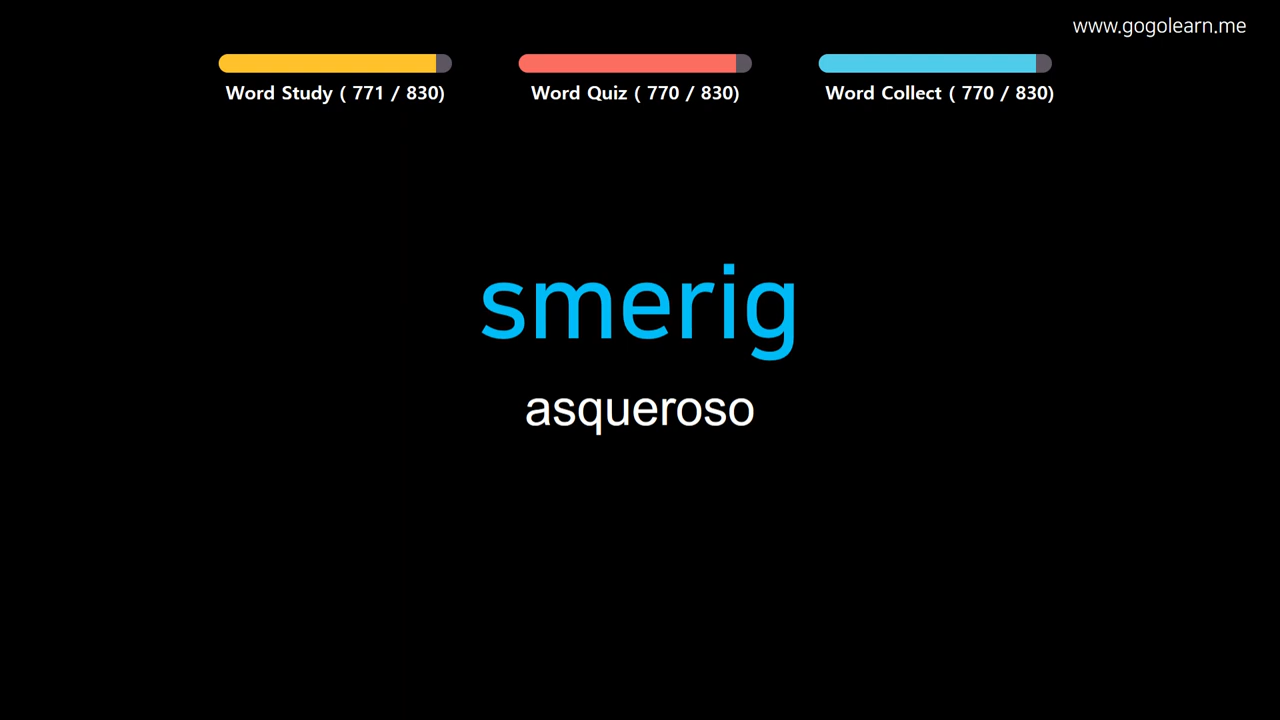 www.gogolearn.me
Word Study ( 771 / 830)
Word Quiz ( 770 / 830)
Word Collect ( 770 / 830)
smerig
asqueroso